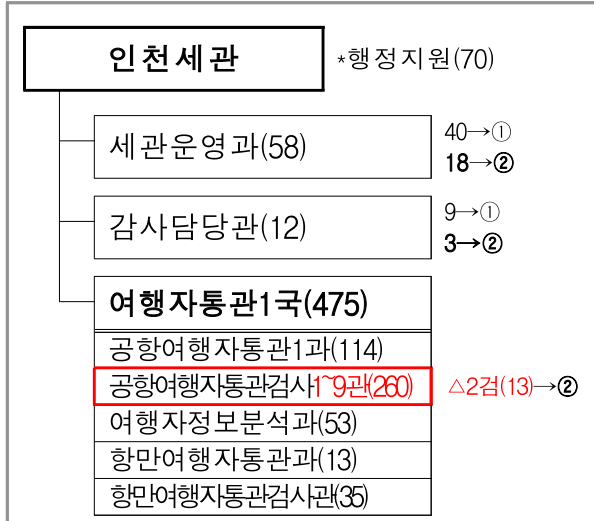 인천세관 *행정지원(70)
세관운영과(58) 40→①
18→②
감사담당관(12) 9→①
3→②
여행자통관1국(475)
공항여행자통관1과(114)
공항여행자통관검사1~9관(260) △2검(13)→②
여행자정보분석과(53)
항만여행자통관과(13)
항만여행자통관검사관(35)